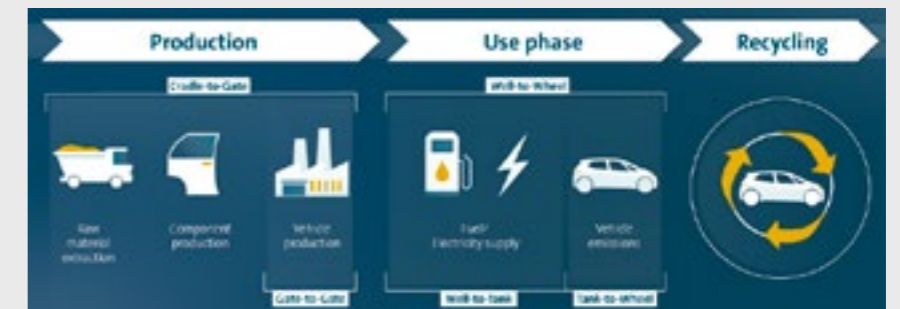 Production
Use phase
Recycling
Cradle-to-Gate
Well-to-Wheel
Raw
material
extraction
Component
production
Vehicle
production
Fuel/
Electricity supply
Vehicle
emissions
Gate-to-Gate
Well-to-Tank
Tank-to-Wheel